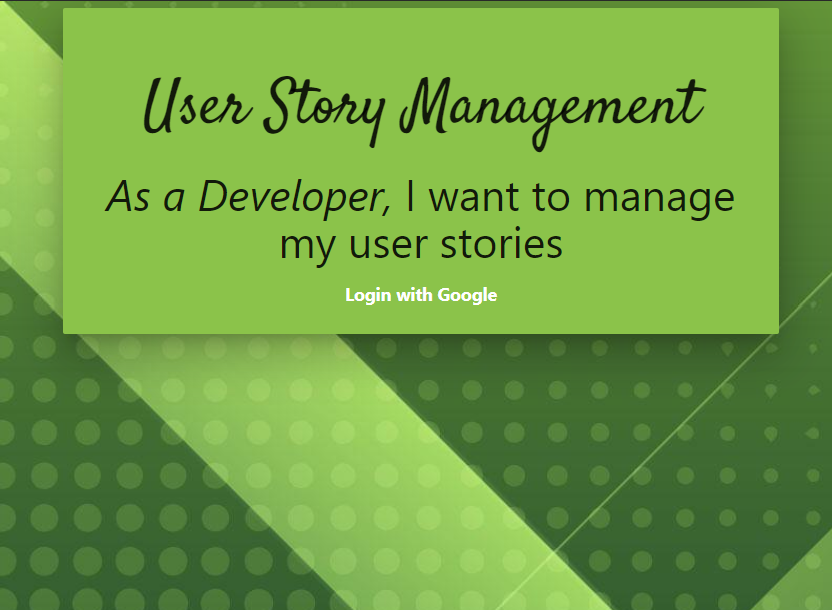 User Story Management
As a Developer, I want to manage
my user stories
Login with Google